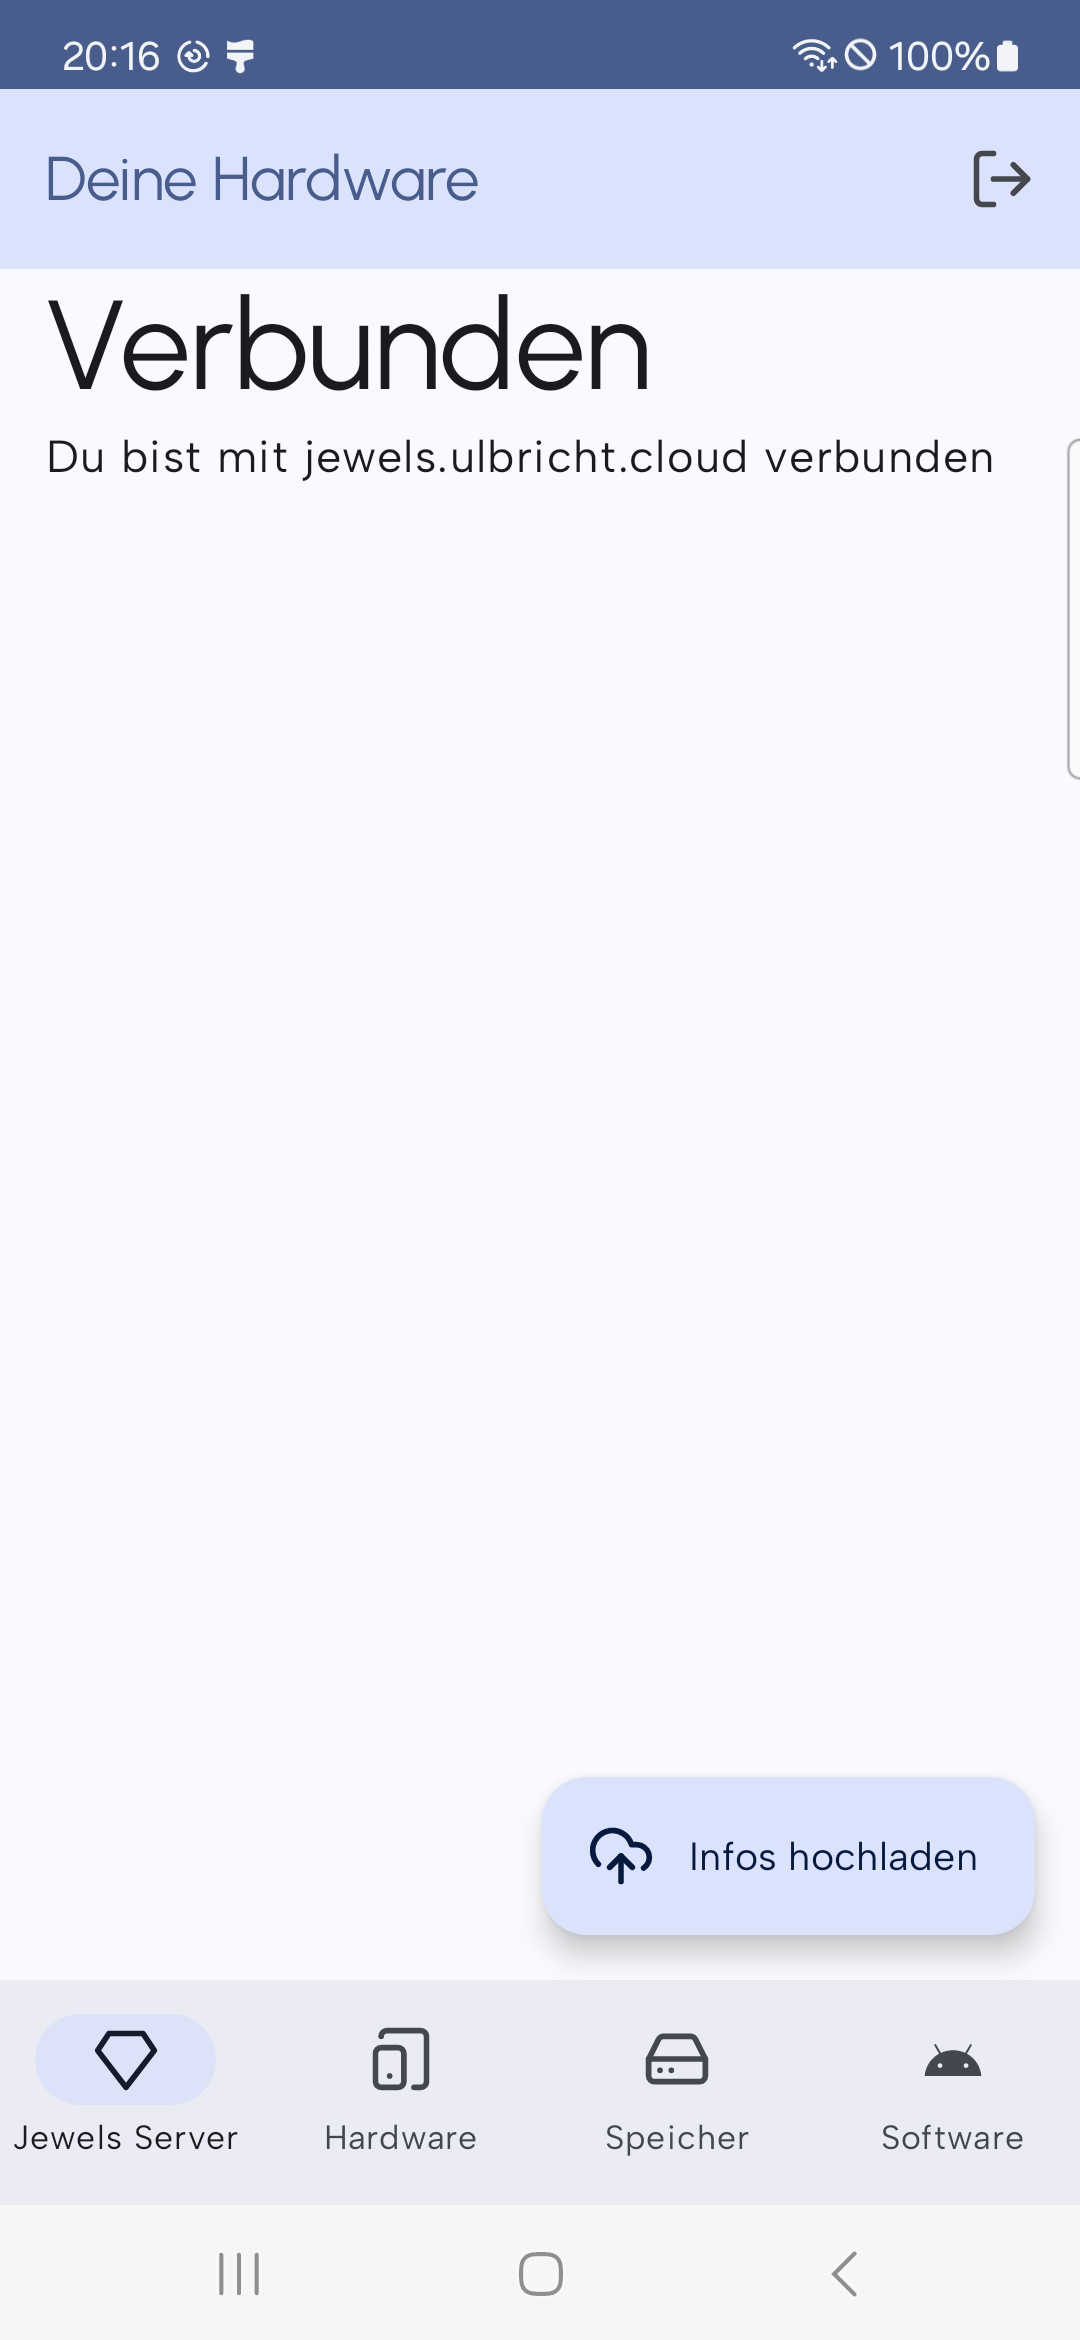 20:16 100%
Deine Hardware
Verbunden
Du bist mit jewels.ulbricht.cloud verbunden
Infos hochladen
Jewels Server Hardware Speicher Software